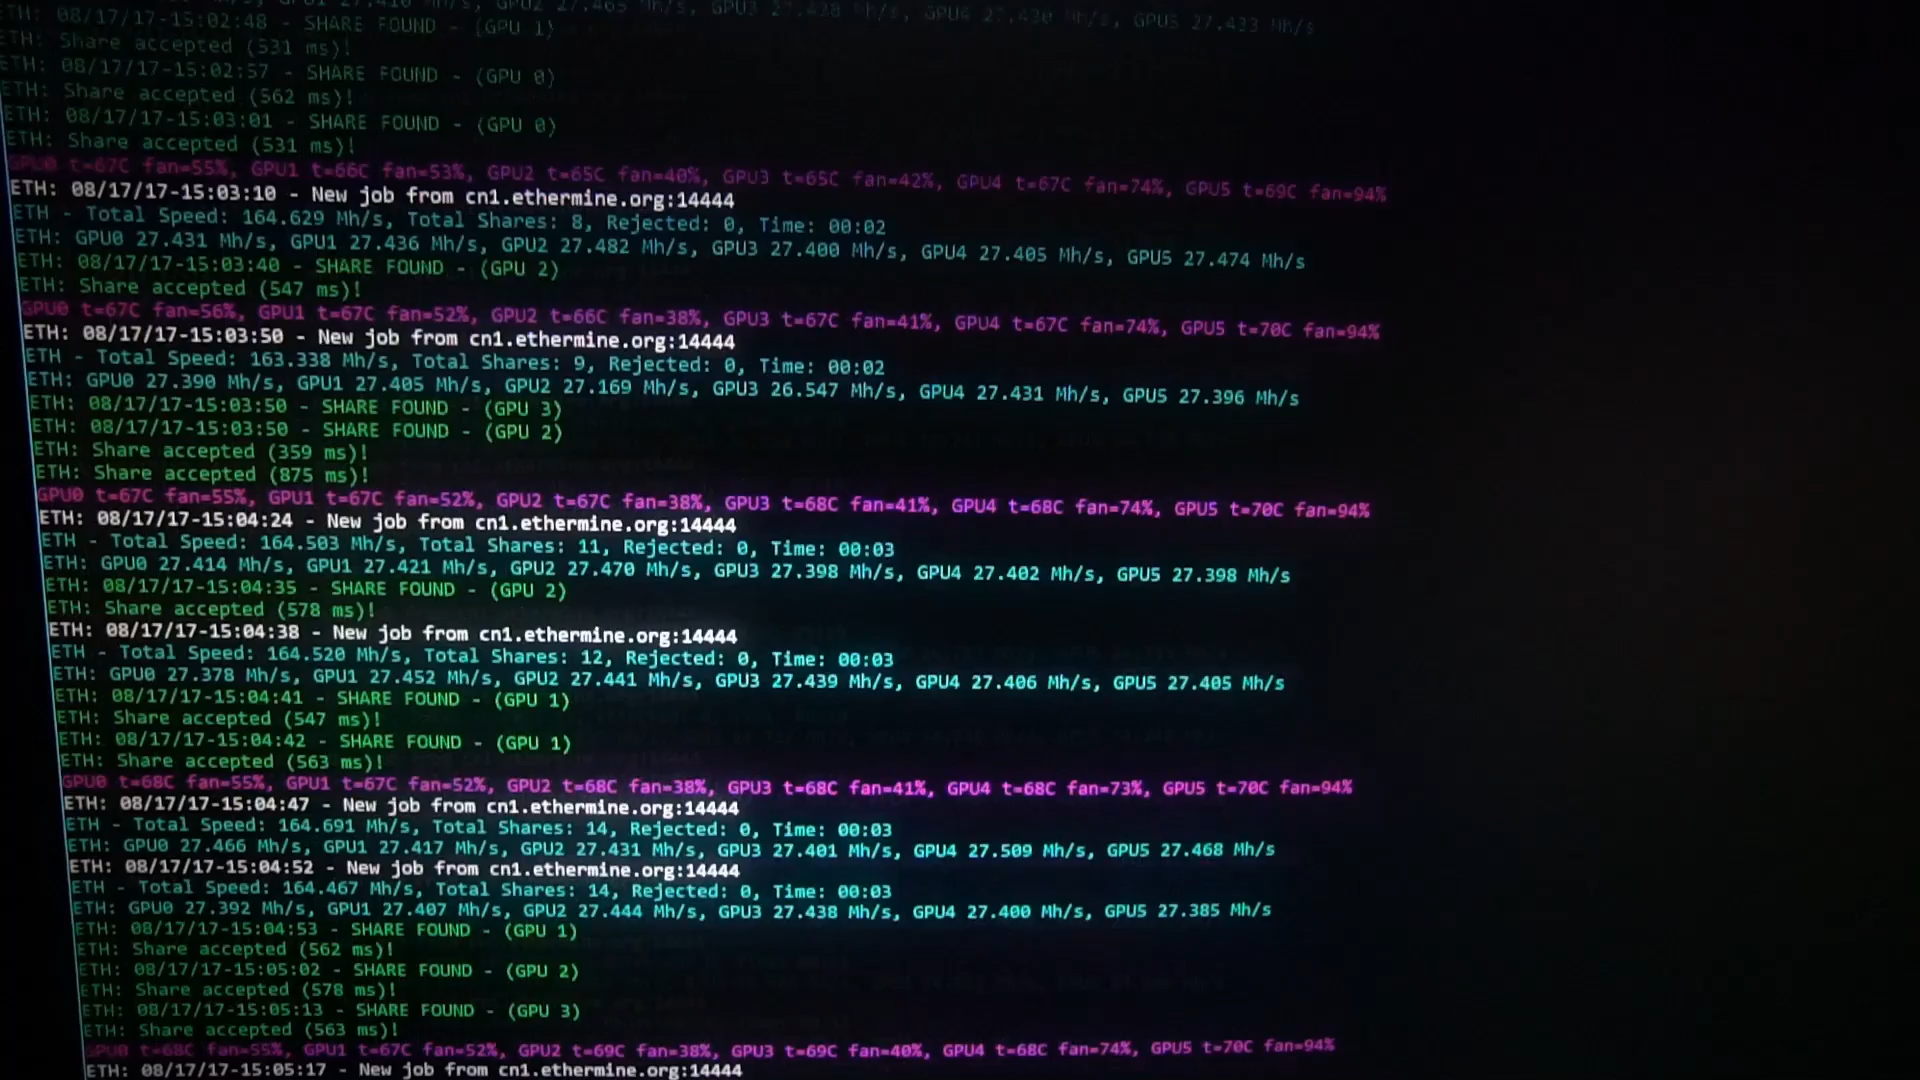 27.465 Mh/s, GPU3 27.438 Mh/s, GPU4 27.430 Mh/s, GPU5 27.433 Mh/s
ETH: 08/17/17-15:02:48 - SHARE FOUND - (GPU 1)
ETH: Share accepted (531 ms)!
ETH: 08/17/17-15:02:57 - SHARE FOUND - (GPU 0)
ETH: Share accepted (562 ms)!
ETH: 08/17/17-15:03:01 - SHARE FOUND - (GPU 0)
ETH: Share accepted (531 ms)!
GPU0 t=67C fan=55%, GPU1 t=66C fan=53%, GPU2 t=65C fan=40%, GPU3 t=65C fan=42%, GPU4 t=67C fan=74%, GPU5 t=69C fan=94%
ETH: 08/17/17-15:03:10 - New job from cn1.ethermine.org:14444
ETH - Total Speed: 164.629 Mh/s, Total Shares: 8, Rejected: 0, Time: 00:02
ETH: GPU0 27.431 Mh/s, GPU1 27.436 Mh/s, GPU2 27.482 Mh/s, GPU3 27.400 Mh/s, GPU4 27.405 Mh/s, GPU5 27.474 Mh/s
ETH: 08/17/17-15:03:40 - SHARE FOUND - (GPU 2)
ETH: Share accepted (547 ms)!
GPU0 t=67C fan=56%, GPU1 t=67C fan=52%, GPU2 t=66C fan=38%, GPU3 t=67C fan=41%, GPU4 t=67C fan=74%, GPU5 t=70C fan=94%
ETH: 08/17/17-15:03:50 - New job from cn1.ethermine.org:14444
ETH - Total Speed: 163.338 Mh/s, Total Shares: 9, Rejected: 0, Time: 00:02
ETH: GPU0 27.390 Mh/s, GPU1 27.405 Mh/s, GPU2 27.169 Mh/s, GPU3 26.547 Mh/s, GPU4 27.431 Mh/s, GPU5 27.396 Mh/s
ETH: 08/17/17-15:03:50 - SHARE FOUND - (GPU 3)
ETH: 08/17/17-15:03:50 - SHARE FOUND - (GPU 2)
ETH: Share accepted (359 ms)!
ETH: Share accepted (875 ms)!
GPU0 t=67C fan=55%, GPU1 t=67C fan=52%, GPU2 t=67C fan=38%, GPU3 t=68C fan=41%, GPU4 t=68C fan=74%, GPU5 t=70C fan=94%
ETH: 08/17/17-15:04:24 - New job from cn1.ethermine.org:14444
ETH - Total Speed: 164.503 Mh/s, Total Shares: 11, Rejected: 0, Time: 00:03
ETH: GPU0 27.414 Mh/s, GPU1 27.421 Mh/s, GPU2 27.470 Mh/s, GPU3 27.398 Mh/s, GPU4 27.402 Mh/s, GPU5 27.398 Mh/s
ETH: 08/17/17-15:04:35 - SHARE FOUND - (GPU 2)
ETH: Share accepted (578 ms)!
ETH: 08/17/17-15:04:38 - New job from cn1.ethermine.org:14444
ETH - Total Speed: 164.520 Mh/s, Total Shares: 12, Rejected: 0, Time: 00:03
ETH: GPU0 27.378 Mh/s, GPU1 27.452 Mh/s, GPU2 27.441 Mh/s, GPU3 27.439 Mh/s, GPU4 27.406 Mh/s, GPU5 27.405 Mh/s
ETH: 08/17/17-15:04:41 - SHARE FOUND - (GPU 1)
ETH: Share accepted (547 ms)!
ETH: 08/17/17-15:04:42 - SHARE FOUND - (GPU 1)
ETH: Share accepted (563 ms)!
GPU0 t=68C fan=55%, GPU1 t=67C fan=52%, GPU2 t=68C fan=38%, GPU3 t=68C fan=41%, GPU4 t=68C fan=73%, GPU5 t=70C fan=94%
ETH: 08/17/17-15:04:47 - New job from cn1.ethermine.org:14444
ETH - Total Speed: 164.691 Mh/s, Total Shares: 14, Rejected: 0, Time: 00:03
ETH: GPU0 27.466 Mh/s, GPU1 27.417 Mh/s, GPU2 27.431 Mh/s, GPU3 27.401 Mh/s, GPU4 27.509 Mh/s, GPU5 27.468 Mh/s
ETH: 08/17/17-15:04:52 - New job from cn1.ethermine.org:14444
ETH - Total Speed: 164.467 Mh/s, Total Shares: 14, Rejected: 0, Time: 00:03
ETH: GPU0 27.392 Mh/s, GPU1 27.407 Mh/s, GPU2 27.444 Mh/s, GPU3 27.438 Mh/s, GPU4 27.400 Mh/s, GPU5 27.385 Mh/s
ETH: 08/17/17-15:04:53 - SHARE FOUND - (GPU 1)
ETH: Share accepted (562 ms)!
ETH: 08/17/17-15:05:02 - SHARE FOUND - (GPU 2)
ETH: Share accepted (578 ms)!
ETH: 08/17/17-15:05:13 - SHARE FOUND - (GPU 3)
ETH: Share accepted (563 ms)!
GPU0 t=68C fan=55%, GPU1 t=67C fan=52%, GPU2 t=69C fan=38%, GPU3 t=69C fan=40%, GPU4 t=68C fan=74%, GPU5 t=70C fan=94%
ETH: 08/17/17-15:05:17 - New job from cn1.ethermine.org:14444